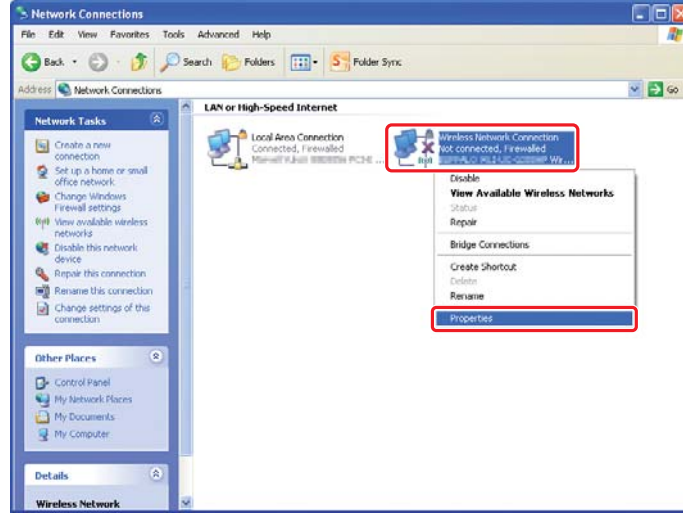 Network Connections
File Edit View Favorites Tools Advanced Help
Back Search Folders Folder Sync
Address Network Connections Go
Network Tasks
Create a new
connection
Set up a home or small
office network
Change Windows
Firewall settings
View available wireless
networks
Disable this network
device
Repair this connection
Rename this connection
Change settings of this
connection
Other Places
Control Panel
My Network Places
My Documents
My Computer
Details
Wireless Network
LAN or High-Speed Internet
Local Area Connection
Connected, Firewalled
Wireless Network Connection
Not connected, Firewalled
Wir...
Disable
View Available Wireless Networks
Status
Repair
Bridge Connections
Create Shortcut
Delete
Rename
Properties